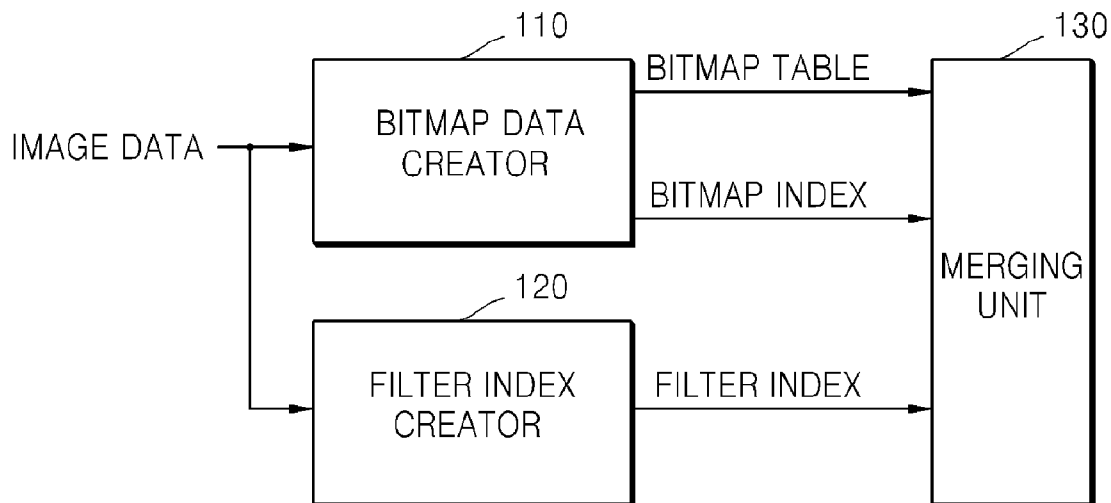 110
130
BITMAP TABLE
IMAGE DATA
BITMAP DATA
CREATOR
BITMAP INDEX
MERGING
UNIT
120
FILTER INDEX
CREATOR
FILTER INDEX